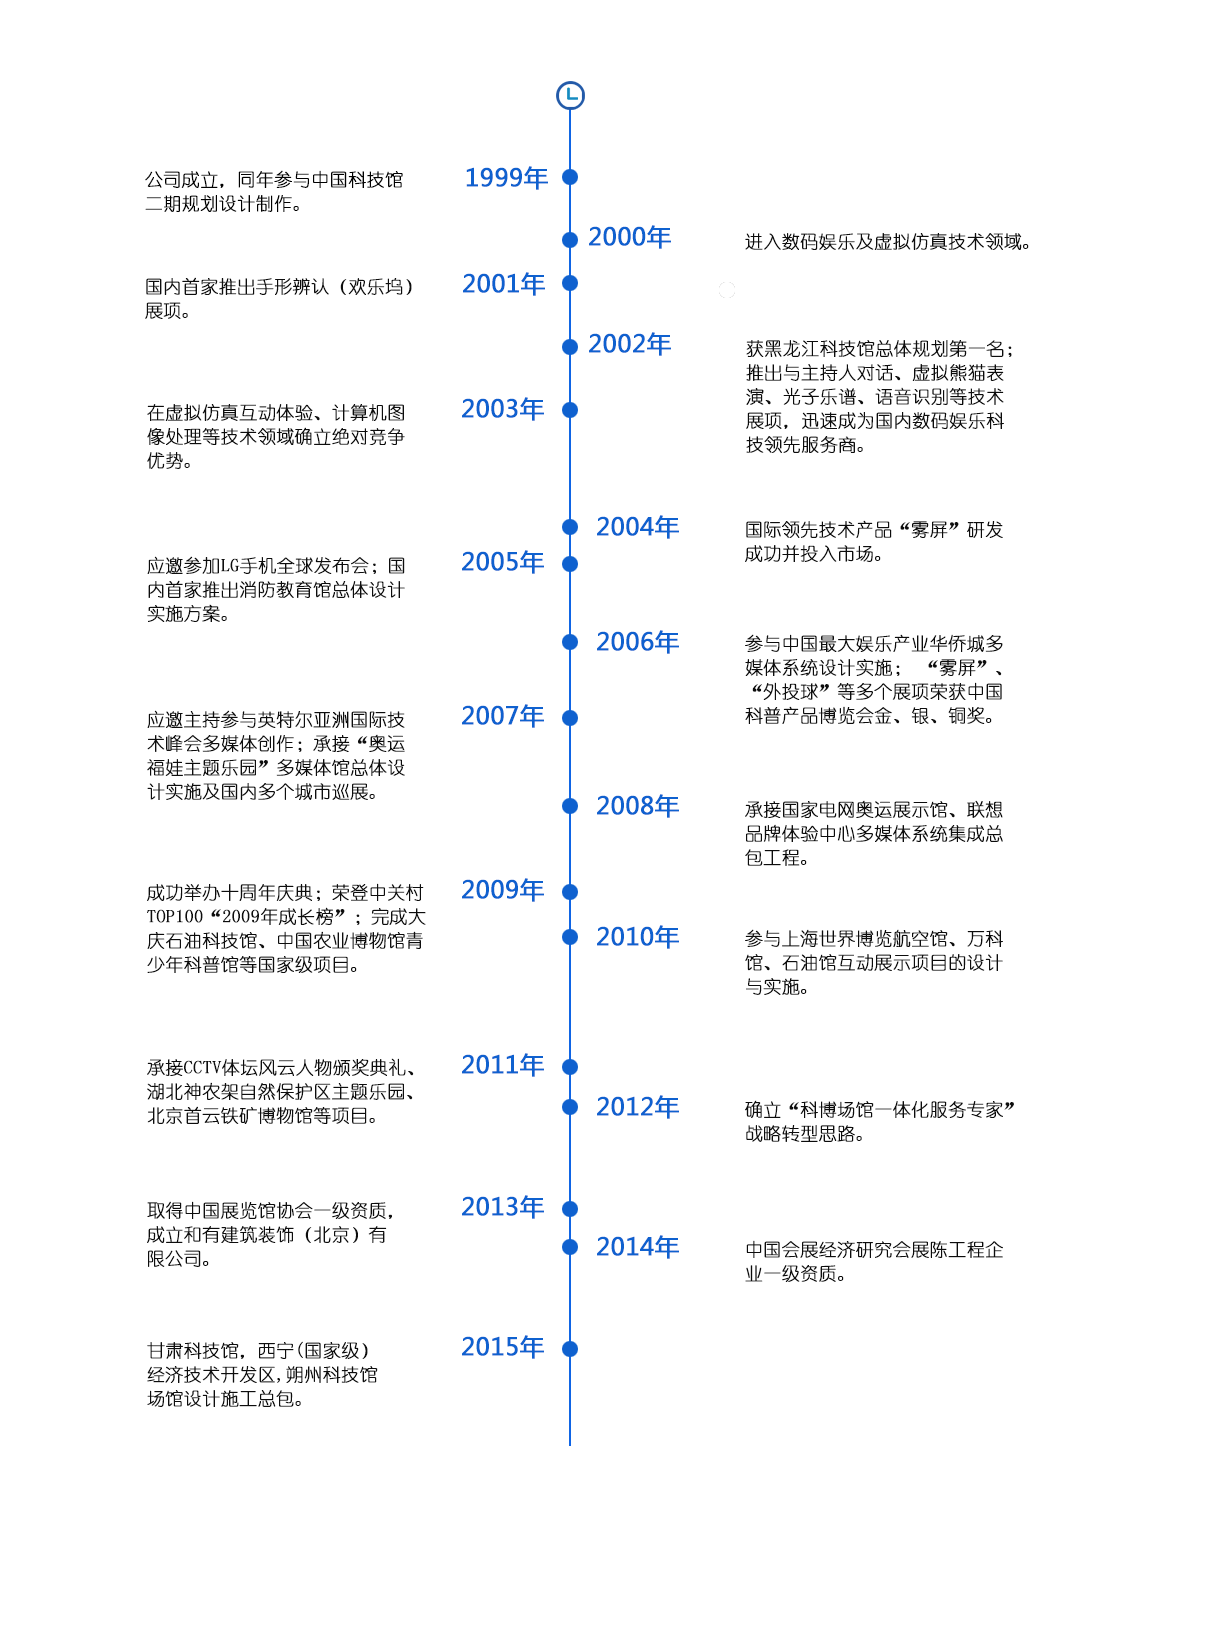 1999年
公司成立，同年参与中国科技馆
二期规划设计制作。
2000年
进入数码娱乐及虚拟仿真技术领域。
2001年
国内首家推出手形辨认（欢乐坞）
展项。
2002年
获黑龙江科技馆总体规划第一名；
推出与主持人对话、虚拟熊猫表
演、光子乐谱、语音识别等技术
展项，迅速成为国内数码娱乐科
技领先服务商。
2003年
在虚拟仿真互动体验、计算机图
像处理等技术领域确立绝对竞争
优势。
2004年
国际领先技术产品“雾屏”研发
成功并投入市场。
2005年
应邀参加LG手机全球发布会；国
内首家推出消防教育馆总体设计
实施方案。
2006年
参与中国最大娱乐产业华侨城多
媒体系统设计实施； “雾屏”、
“外投球”等多个展项荣获中国
科普产品博览会金、银、铜奖。
2007年
应邀主持参与英特尔亚洲国际技
术峰会多媒体创作；承接“奥运
福娃主题乐园”多媒体馆总体设
计实施及国内多个城市巡展。
2008年
承接国家电网奥运展示馆、联想
品牌体验中心多媒体系统集成总
包工程。
2009年
成功举办十周年庆典；荣登中关村
TOP100“2009年成长榜”；完成大
庆石油科技馆、中国农业博物馆青
少年科普馆等国家级项目。
2010年
参与上海世界博览航空馆、万科
馆、石油馆互动展示项目的设计
与实施。
2011年
承接CCTV体坛风云人物颁奖典礼、
湖北神农架自然保护区主题乐园、
北京首云铁矿博物馆等项目。
2012年
确立“科博场馆一体化服务专家”
战略转型思路。
2013年
取得中国展览馆协会一级资质，
成立和有建筑装饰（北京）有
限公司。
2014年
中国会展经济研究会展陈工程企
业一级资质。
2015年
甘肃科技馆，西宁(国家级)
经济技术开发区,朔州科技馆
场馆设计施工总包。